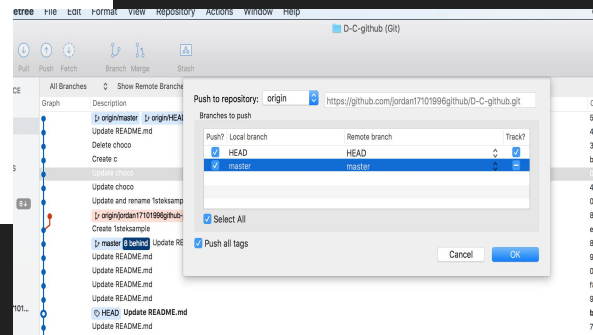 etree File Edit Format View Repository Actions Window Help
D-C-github (Git)
Pull Push Fetch Branch Merge Stash
CE All Branches Show Remote Branche
Graph Description
origin/master origin/HEA
Update README.md
Delete choco
Create c
Update choco
Update choco
Update and rename 1steksamp
origin/jordan17101996github-
Create 1steksample
master 8 behind Update RE
Update README.md
Update README.md
Update README.md
Update README.md
HEAD Update README.md
Update README.md
S
8↓
'101...
Push to repository: origin https://github.com/jordan17101996github/D-C-github.git
Branches to push
Push? Local branch Remote branch Track?
HEAD HEAD
master master
Select All
Push all tags
Cancel OK